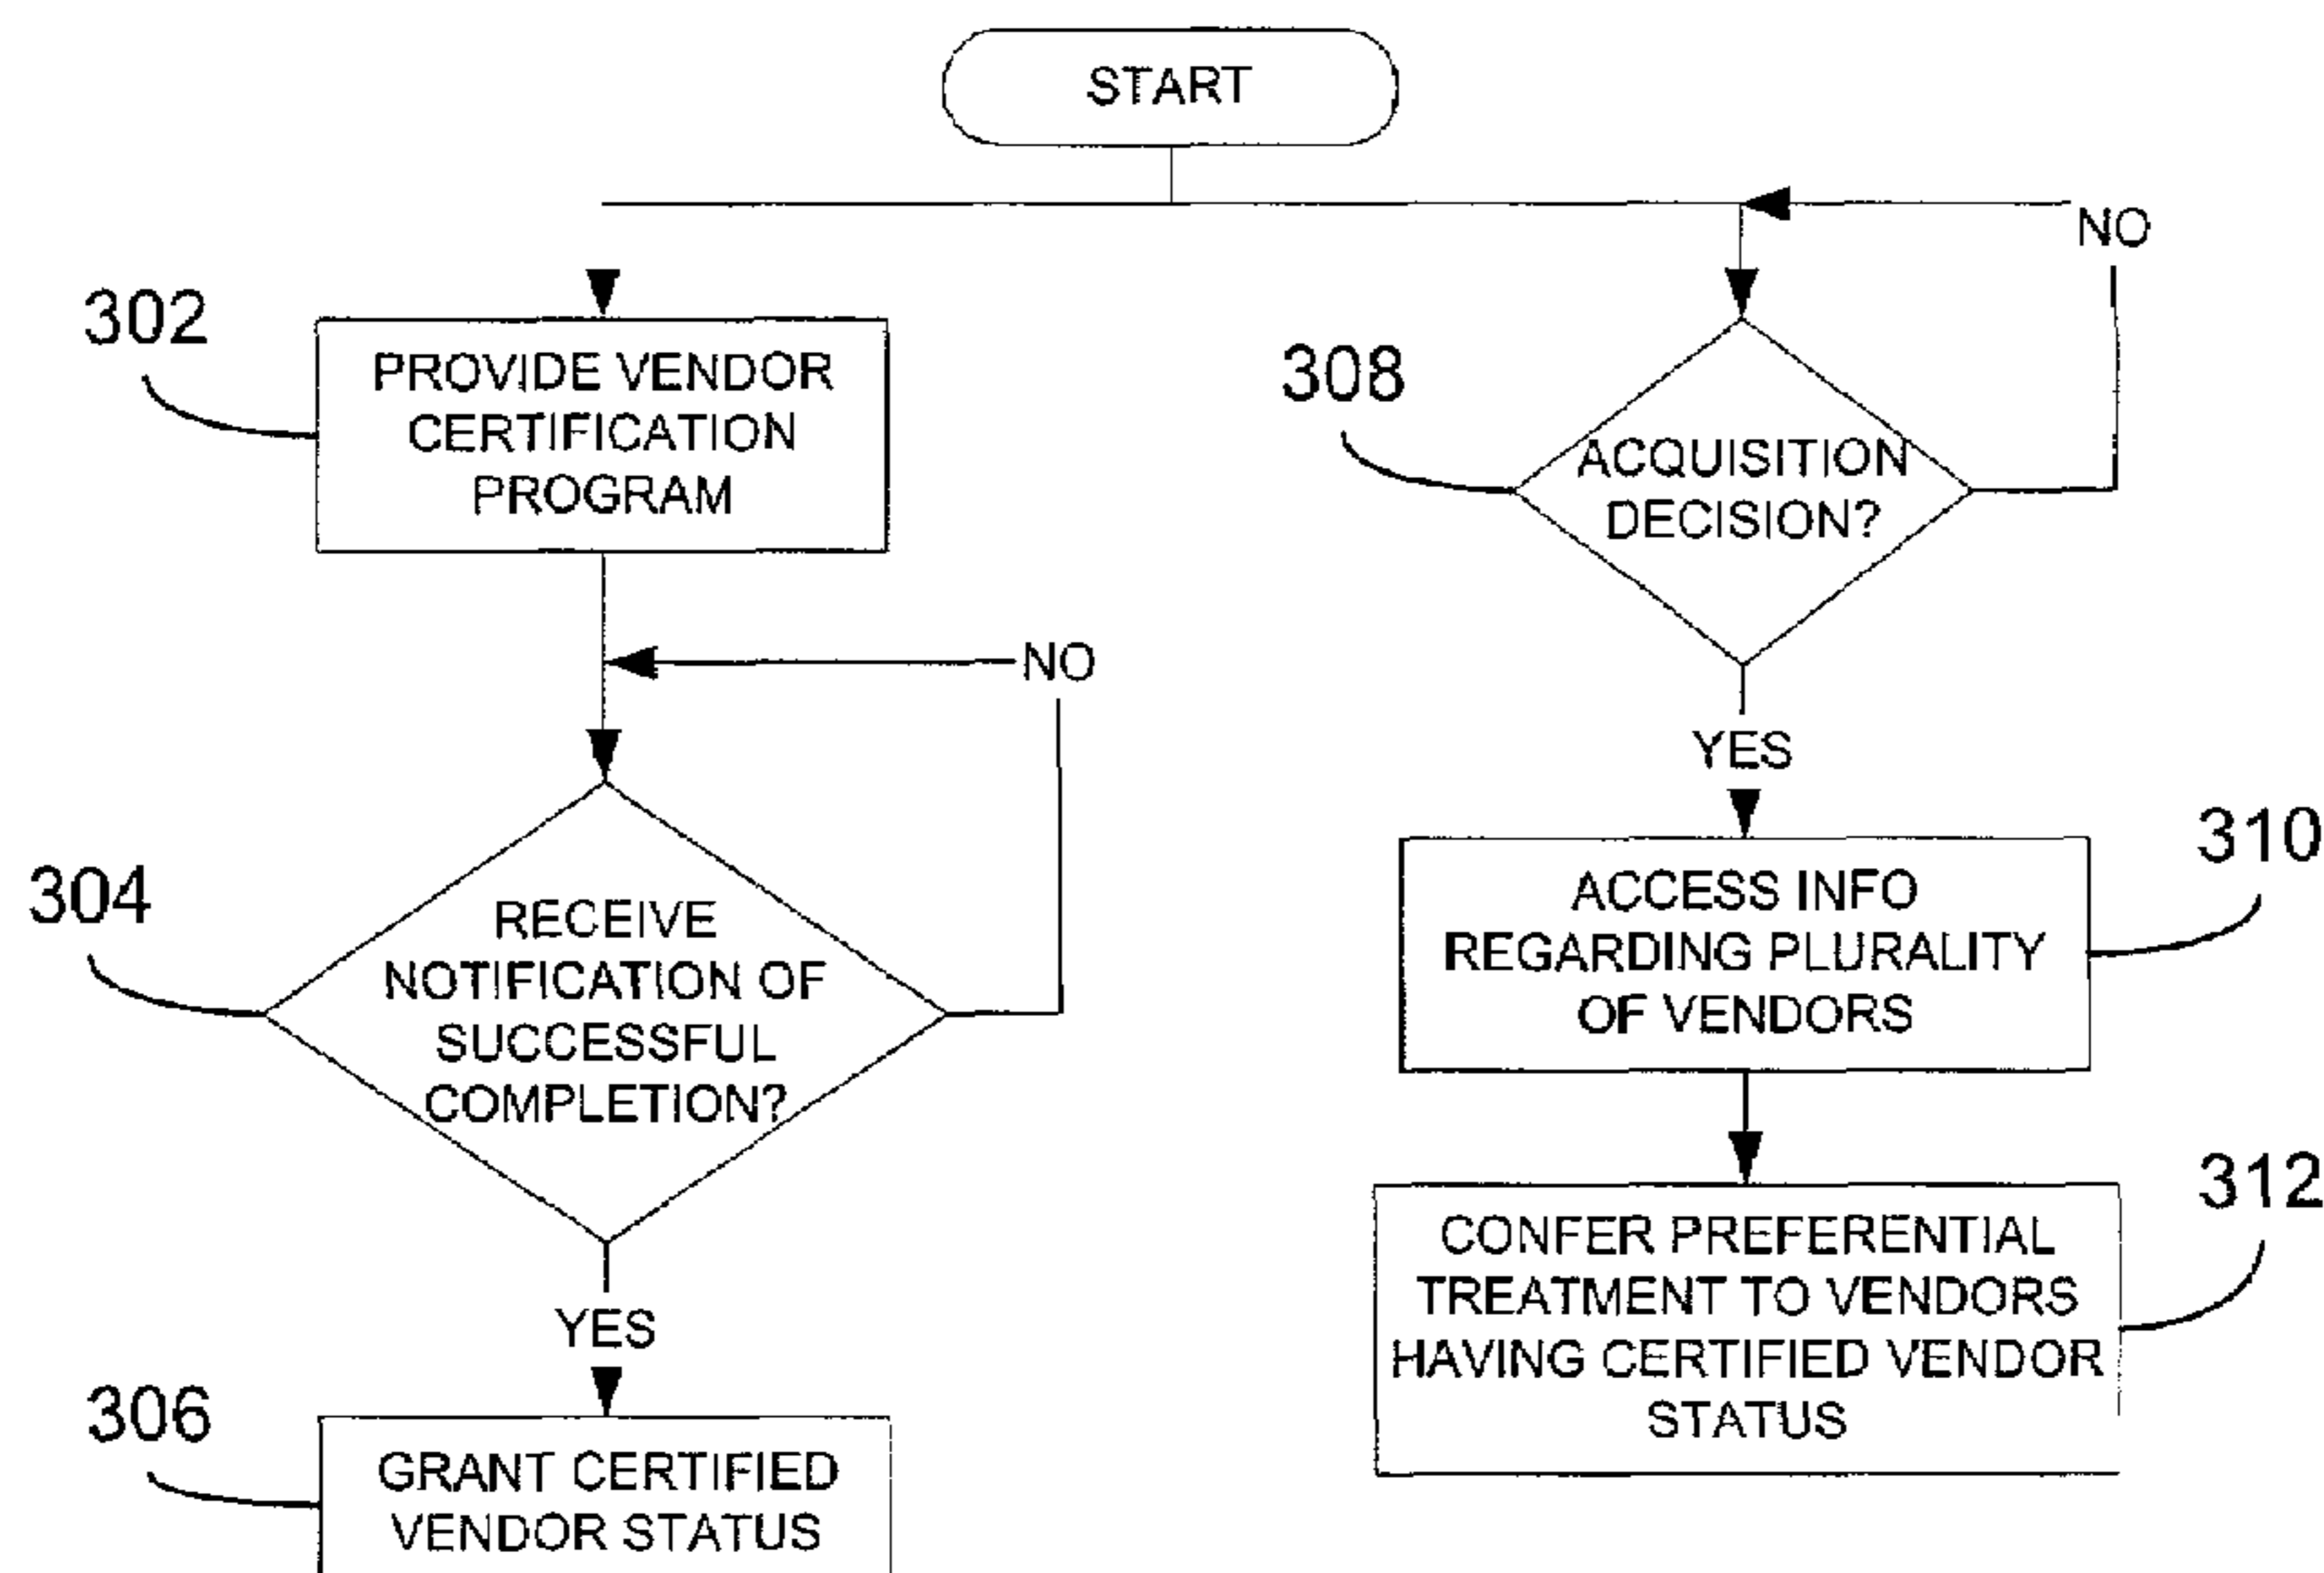 START
NO
302
PROVIDE VENDOR
CERTIFICATION
PROGRAM
308
ACQUISITION
DECISION?
NO
YES
304
RECEIVE
NOTIFICATION OF
SUCCESSFUL
COMPLETION?
310
ACCESS INFO
REGARDING PLURALITY
OF VENDORS
312
CONFER PREFERENTIAL
TREATMENT TO VENDORS
HAVING CERTIFIED VENDOR
STATUS
YES
306
GRANT CERTIFIED
VENDOR STATUS